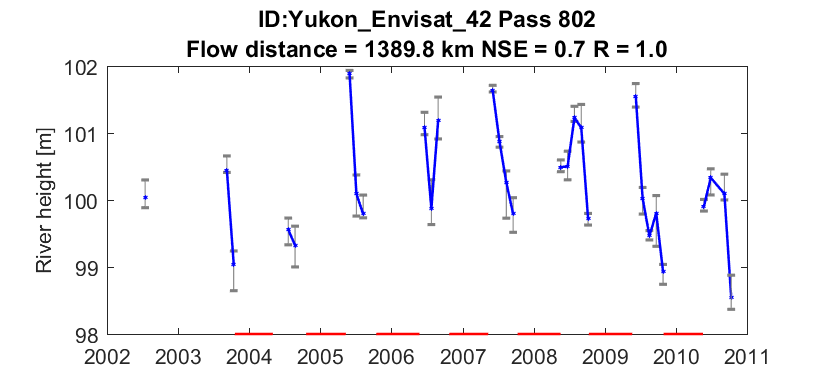 ID:Yukon_Envisat_42 Pass 802
Flow distance = 1389.8 km NSE = 0.7 R = 1.0
River height [m]
102
101
100
99
98
2002 2003 2004 2005 2006 2007 2008 2009 2010 2011